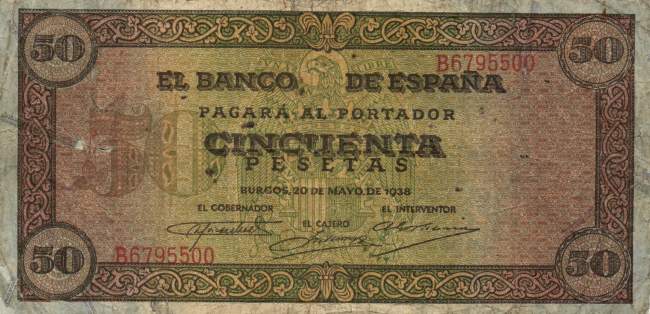 50 50
B6795500
EL BANCO DE ESPAÑA
PAGARÁ AL PORTADOR
CINCUENTA
PESETAS
BURGOS, 20 DE MAYO DE 1938
EL GOBERNADOR EL CAJERO EL INTERVENTOR
B6795500
50 50